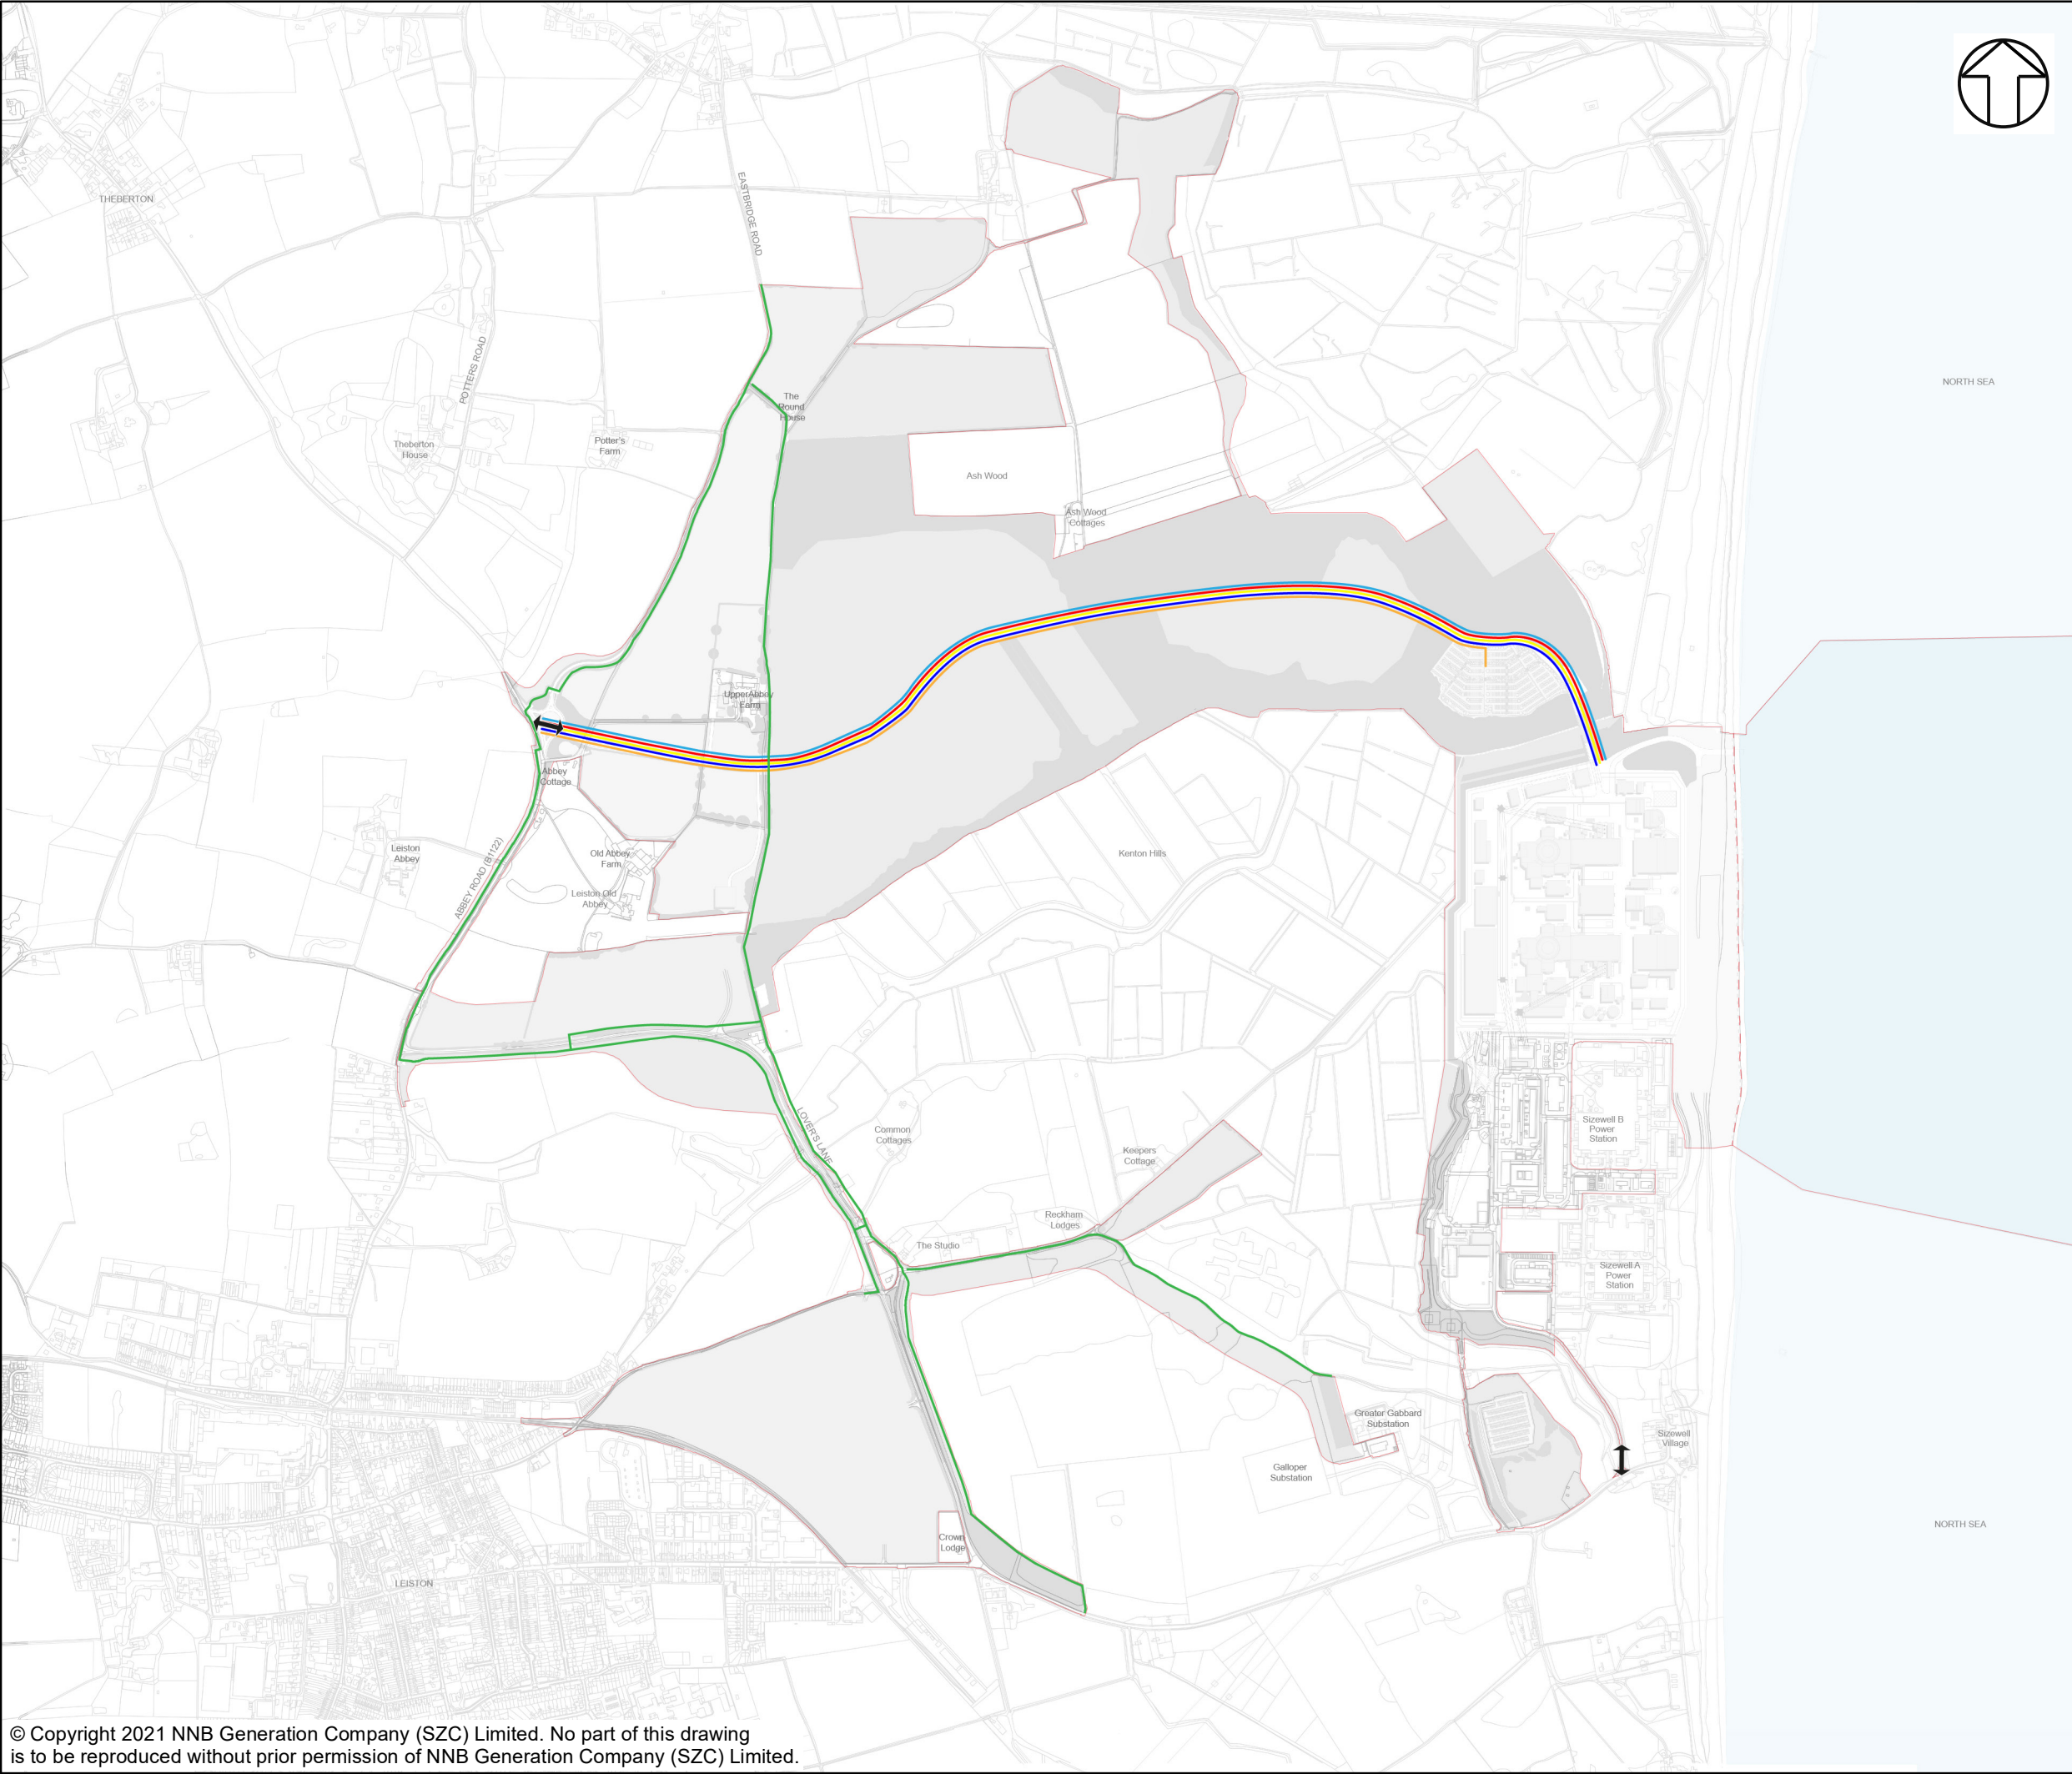 EASTBRIDGE ROAD
THEBERTON
POTTERS ROAD
NORTH SEA
The
Round
House
Theberton
House
Potter's
Farm
Ash Wood
Ash Wood
Cottages
Upper Abbey
Farm
Abbey
Cottage
ABBEY ROAD (B1122)
Leiston
Abbey
Old Abbey
Farm
Leiston Old
Abbey
Kenton Hills
LOVER'S LANE
Common
Cottages
Keepers
Cottage
Sizewell B
Power
Station
Reckham
Lodges
The Studio
Sizewell A
Power
Station
Greater Gabbard
Substation
Sizewell
Village
Galloper
Substation
NORTH SEA
Crown
Lodge
LEISTON
© Copyright 2021 NNB Generation Company (SZC) Limited. No part of this drawing
is to be reproduced without prior permission of NNB Generation Company (SZC) Limited.